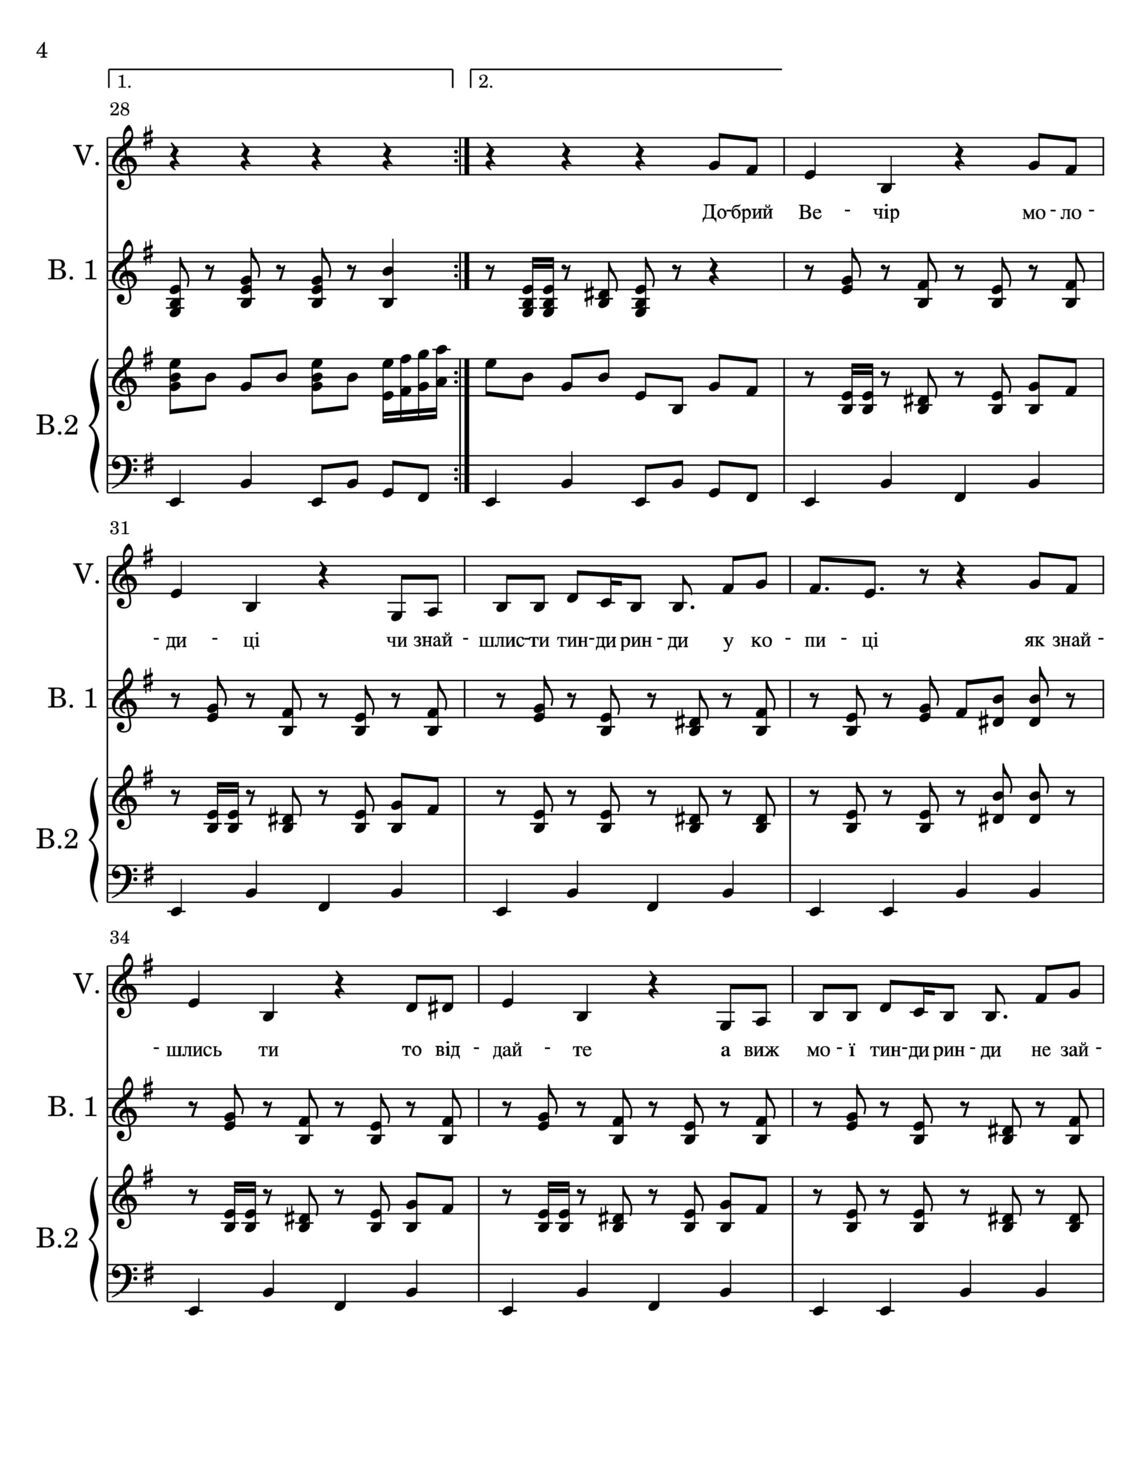 4
1. 2.
28
V.
До-брий Ве - чір мо - ло -
B. 1
B.2
31
V.
- ди - ці чи знай - шлис-ти тин-ди рин - ди у ко - пи - ці як знай -
B. 1
B.2
34
V.
- шлись ти то від - дай - те а виж мо - ї тин-ди рин - ди не зай -
B. 1
B.2